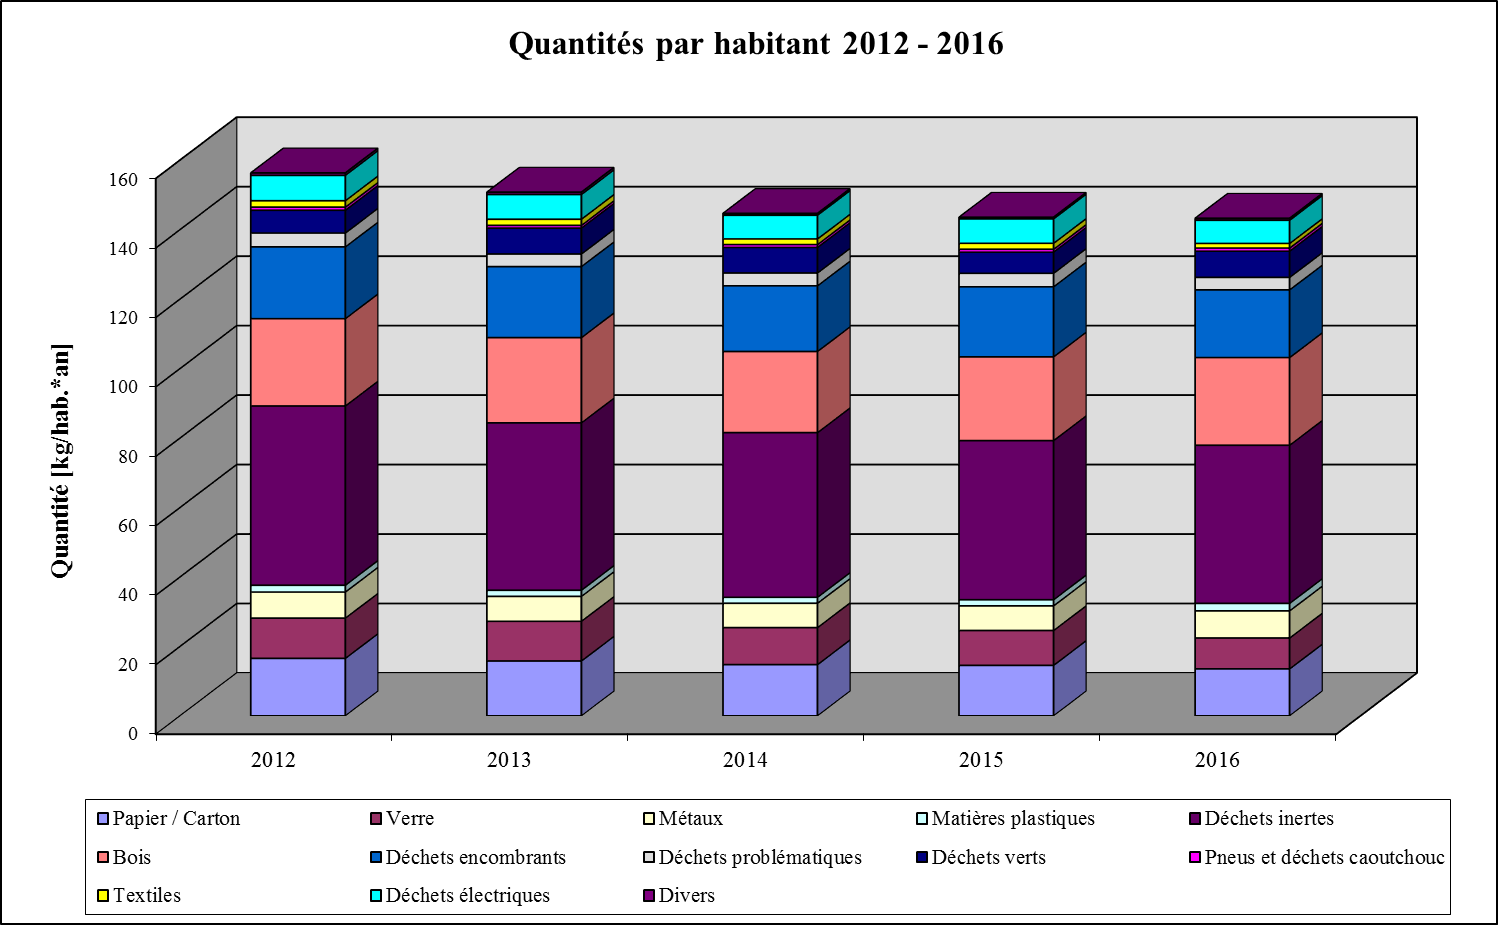 Quantités par habitant 2012 - 2016
Quantité [kg/hab.*an]
160
140
120
100
80
60
40
20
0
2012 2013 2014 2015 2016
Papier / Carton Verre Métaux Matières plastiques Déchets inertes
Bois Déchets encombrants Déchets problématiques Déchets verts Pneus et déchets caoutchouc
Textiles Déchets électriques Divers